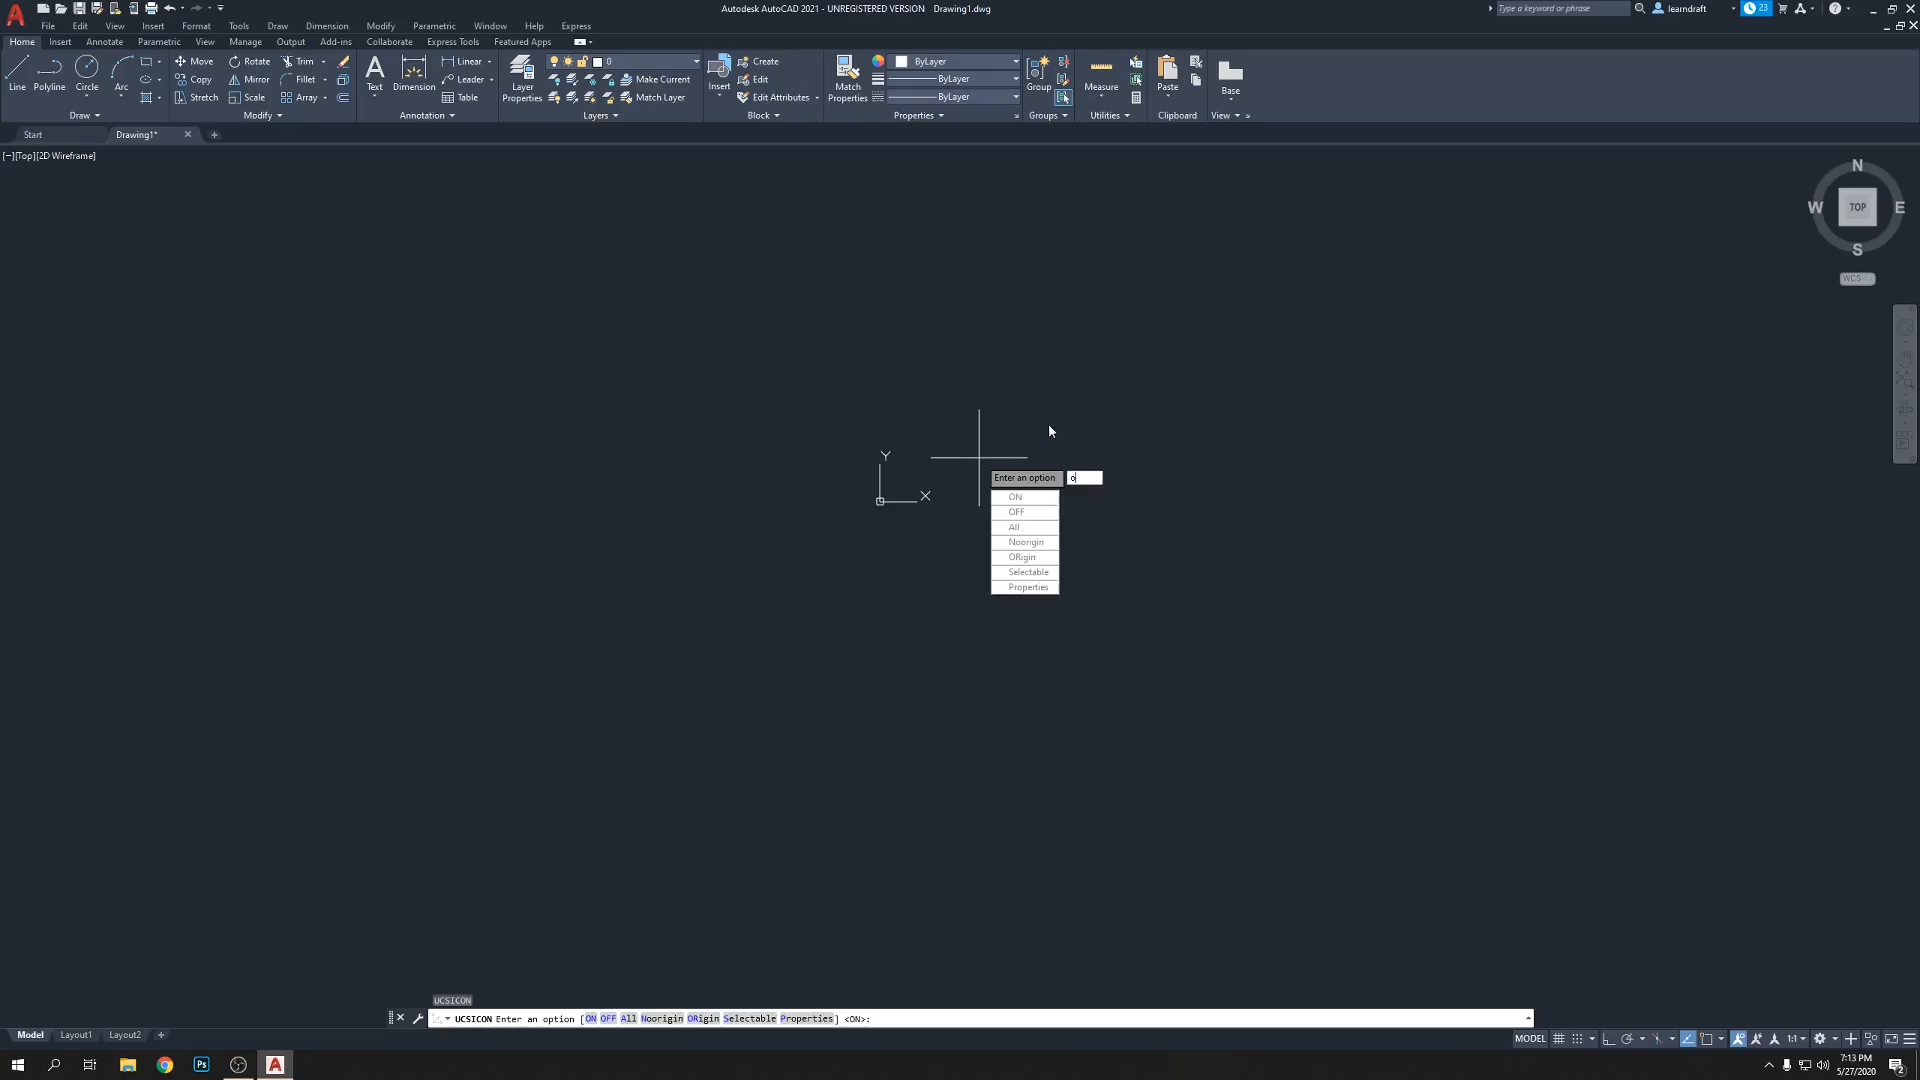 Autodesk AutoCAD 2021 - UNREGISTERED VERSION Drawing1.dwg
Type a keyword or phrase
learndraft
23
File Edit View Insert Format Tools Draw Dimension Modify Parametric Window Help Express
Home Insert Annotate Parametric View Manage Output Add-ins Collaborate Express Tools Featured Apps
Line Polyline Circle Arc
Move Rotate Trim
Copy Mirror Fillet
Stretch Scale Array
Text Dimension
Linear
Leader
Table
Layer Properties
0
Make Current
Match Layer
Insert
Create
Edit
Edit Attributes
Match Properties
ByLayer
ByLayer
ByLayer
Group
Measure
Paste
Base
Draw Modify Annotation Layers Block Properties Groups Utilities Clipboard View
Start Drawing1*
[−][Top][2D Wireframe]
N
W TOP E
S
WCS
Y
X
Enter an option o
ON
OFF
All
Noorigin
ORigin
Selectable
Properties
UCSICON
UCSICON Enter an option [ON OFF All Noorigin ORigin Selectable Properties] <ON>:
Model Layout1 Layout2
MODEL 1:1
Ps
A
7:13 PM
5/27/2020
2